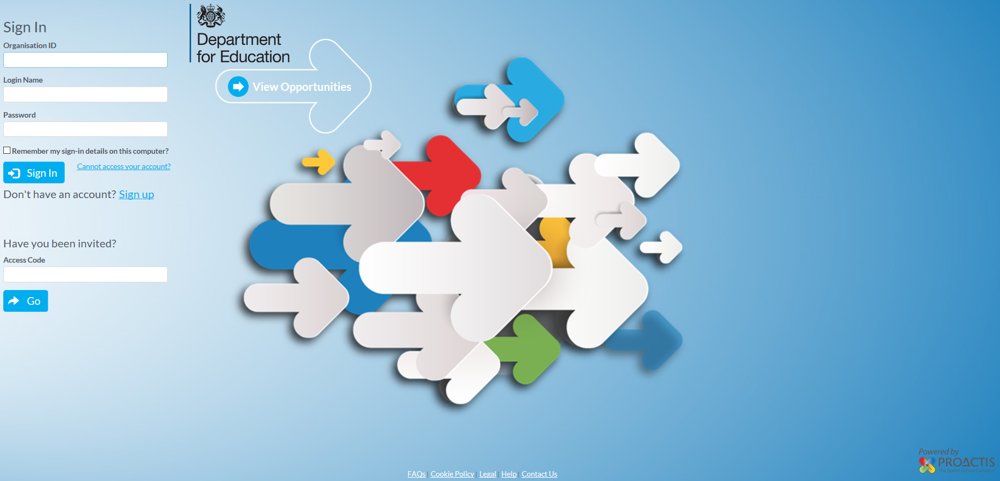 Sign In
Organisation ID
Login Name
Password
Remember my sign-in details on this computer?
Sign In
Cannot access your account?
Don't have an account? Sign up
Have you been invited?
Access Code
Go
Department
for Education
View Opportunities
FAQs | Cookie Policy | Legal | Help | Contact Us
Powered by
PROACTIS
The Spend Control Company